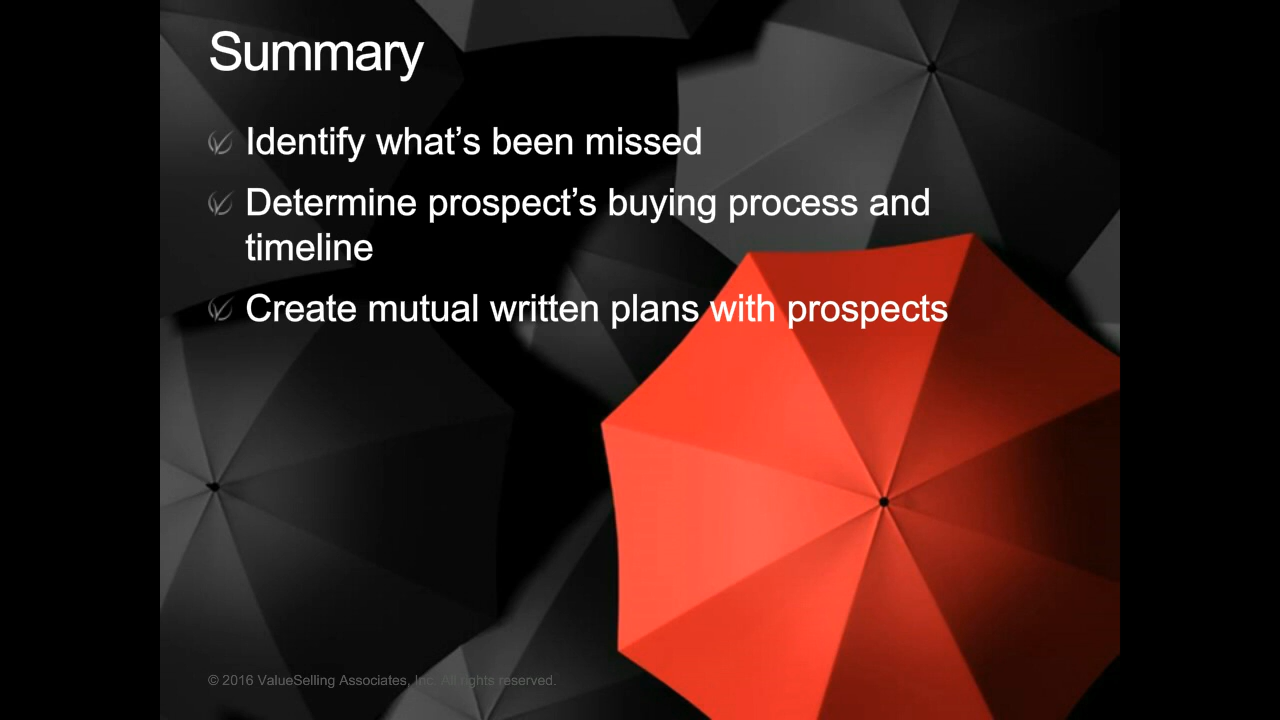 Summary
Identify what’s been missed
Determine prospect’s buying process and
timeline
Create mutual written plans with prospects
© 2016 ValueSelling Associates, Inc. All rights reserved.